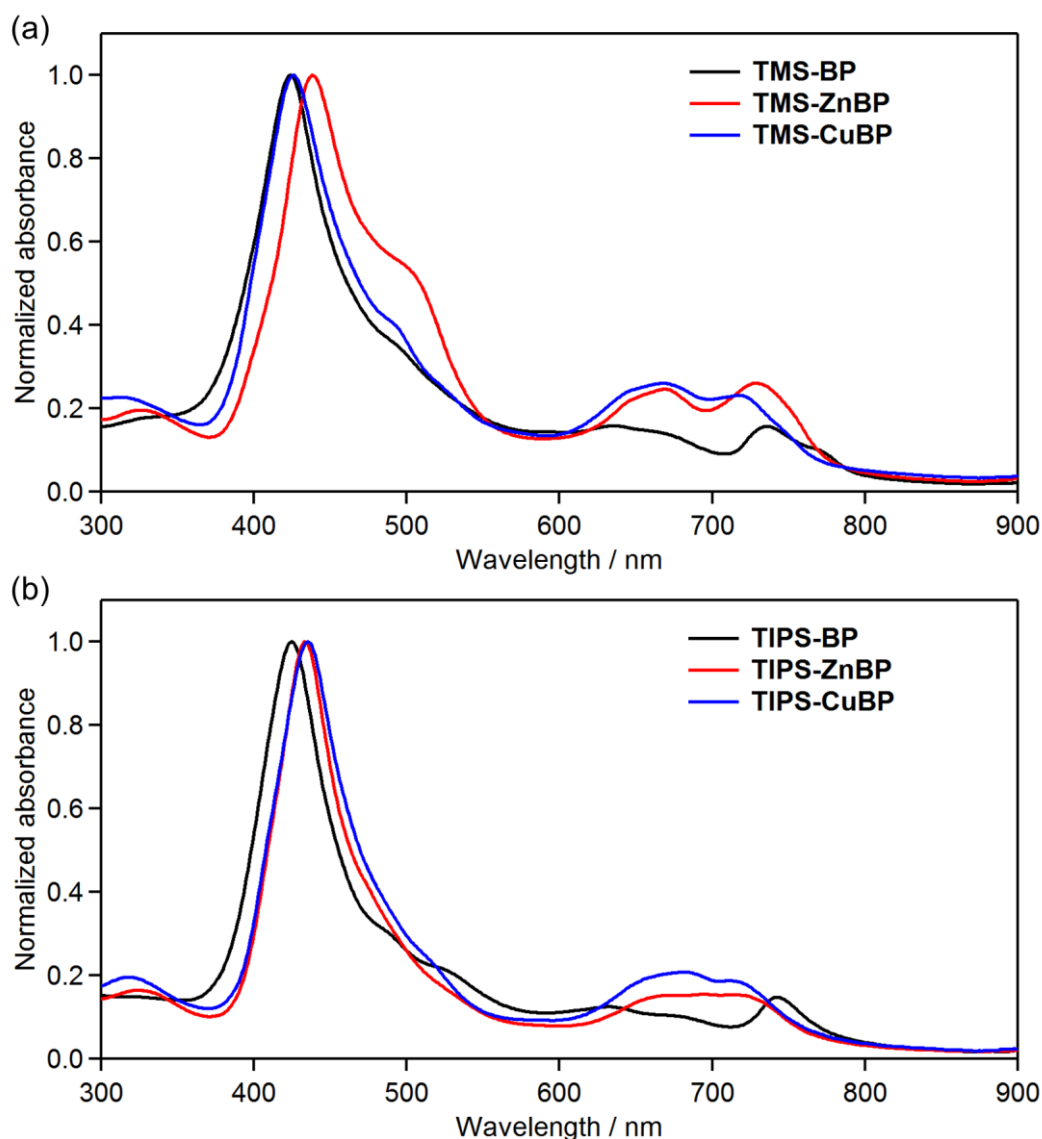 (a)
Normalized absorbance
1.0
0.8
0.6
0.4
0.2
0.0
TMS-BP
TMS-ZnBP
TMS-CuBP
300 400 500 600 700 800 900
Wavelength / nm
(b)
Normalized absorbance
1.0
0.8
0.6
0.4
0.2
0.0
TIPS-BP
TIPS-ZnBP
TIPS-CuBP
300 400 500 600 700 800 900
Wavelength / nm